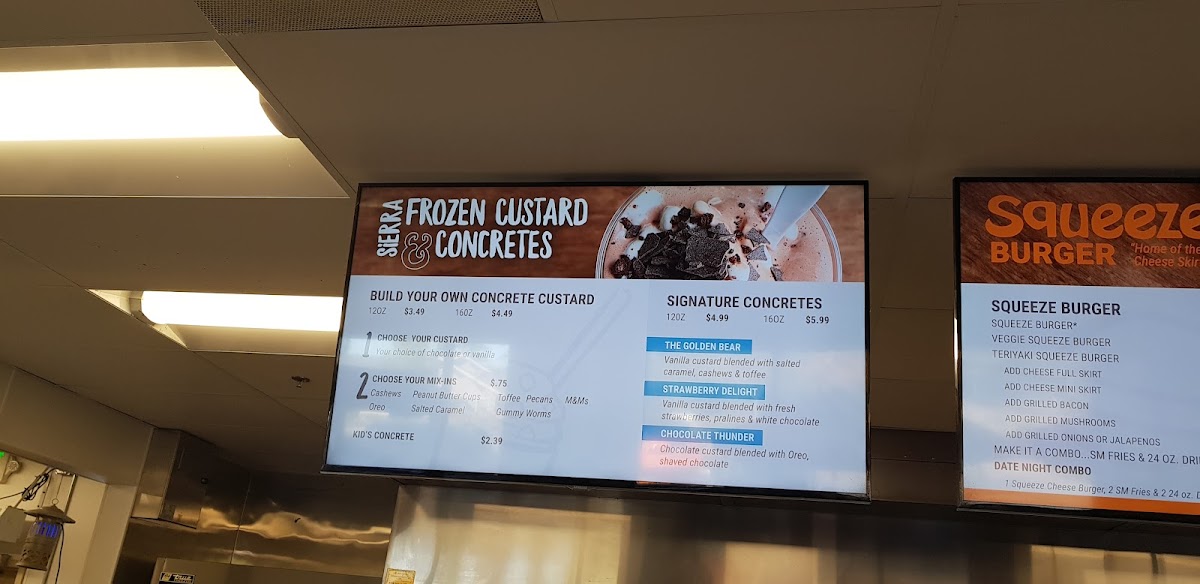 SIERRA
FROZEN CUSTARD
& CONCRETES
BUILD YOUR OWN CONCRETE CUSTARD
12OZ $3.49 16OZ $4.49
1 CHOOSE YOUR CUSTARD
Your choice of chocolate or vanilla
2 CHOOSE YOUR MIX-INS $.75
Cashews Peanut Butter Cups Toffee Pecans M&Ms
Oreo Salted Caramel Gummy Worms
KID'S CONCRETE $2.39
SIGNATURE CONCRETES
12OZ $4.99 16OZ $5.99
THE GOLDEN BEAR
Vanilla custard blended with salted
caramel, cashews & toffee
STRAWBERRY DELIGHT
Vanilla custard blended with fresh
strawberries, pralines & white chocolate
CHOCOLATE THUNDER
Chocolate custard blended with Oreo,
shaved chocolate
Squeeze
BURGER
"Home of the
Cheese Skir
SQUEEZE BURGER
SQUEEZE BURGER*
VEGGIE SQUEEZE BURGER
TERIYAKI SQUEEZE BURGER
ADD CHEESE FULL SKIRT
ADD CHEESE MINI SKIRT
ADD GRILLED BACON
ADD GRILLED MUSHROOMS
ADD GRILLED ONIONS OR JALAPENOS
MAKE IT A COMBO...SM FRIES & 24 OZ. DRI
DATE NIGHT COMBO
1 Squeeze Cheese Burger, 2 SM Fries & 2 24 oz. D
True